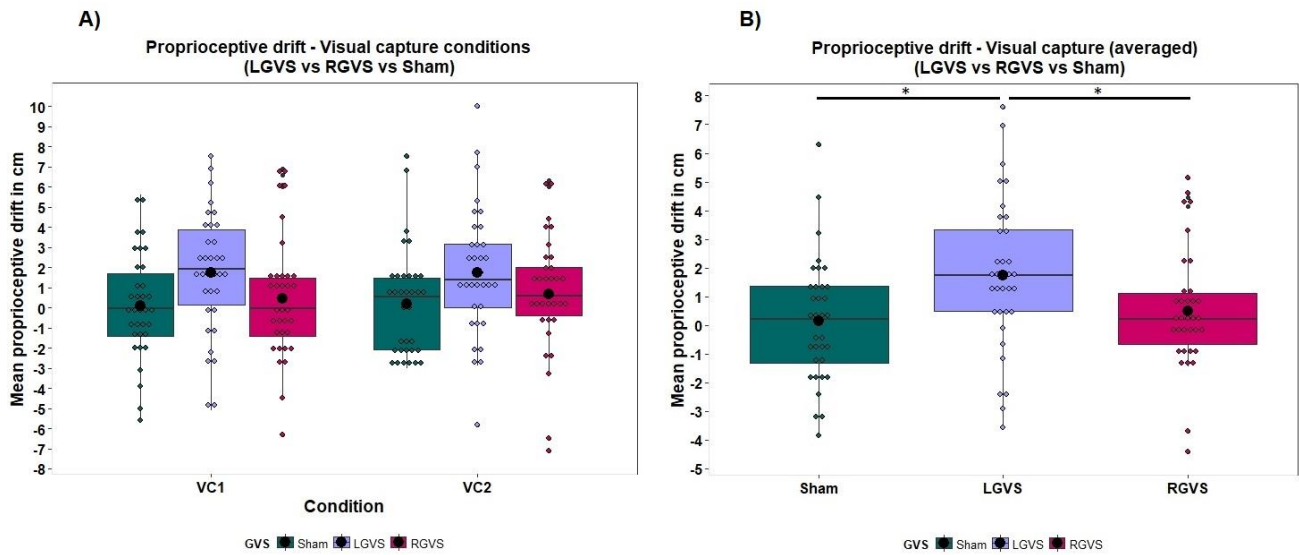 A)
Proprioceptive drift - Visual capture conditions
(LGVS vs RGVS vs Sham)
Mean proprioceptive drift in cm
10
9
8
7
6
5
4
3
2
1
0
-1
-2
-3
-4
-5
-6
-7
-8
VC1
VC2
Condition
GVS Sham LGVS RGVS
B)
Proprioceptive drift - Visual capture (averaged)
(LGVS vs RGVS vs Sham)
* *
Mean proprioceptive drift in cm
8
7
6
5
4
3
2
1
0
-1
-2
-3
-4
-5
Sham
LGVS
RGVS
GVS Sham LGVS RGVS